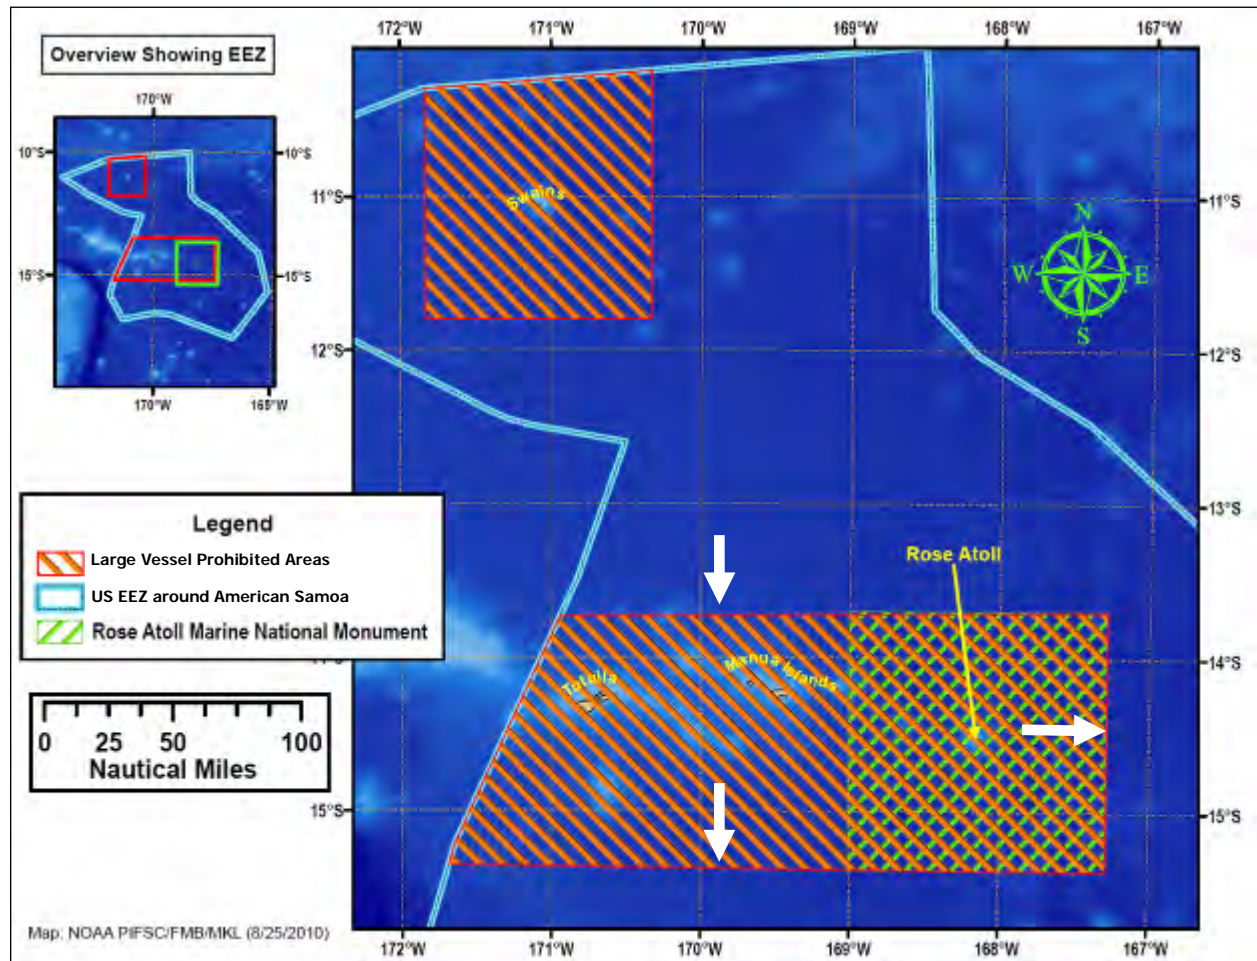 Overview Showing EEZ
170°W
10°S
10°S
15°S
15°S
170°W
165°W
172°W
171°W
170°W
169°W
168°W
167°W
Swains
11°S
11°S
N
W
E
S
12°S
12°S
13°S
Legend
Large Vessel Prohibited Areas
US EEZ around American Samoa
Rose Atoll Marine National Monument
Rose Atoll
14°S
Tutuila
Manua Islands
0 25 50 100
Nautical Miles
15°S
15°S
Map: NOAA PIFSC/FMB/MKL (8/25/2010)
172°W
171°W
170°W
169°W
168°W
167°W